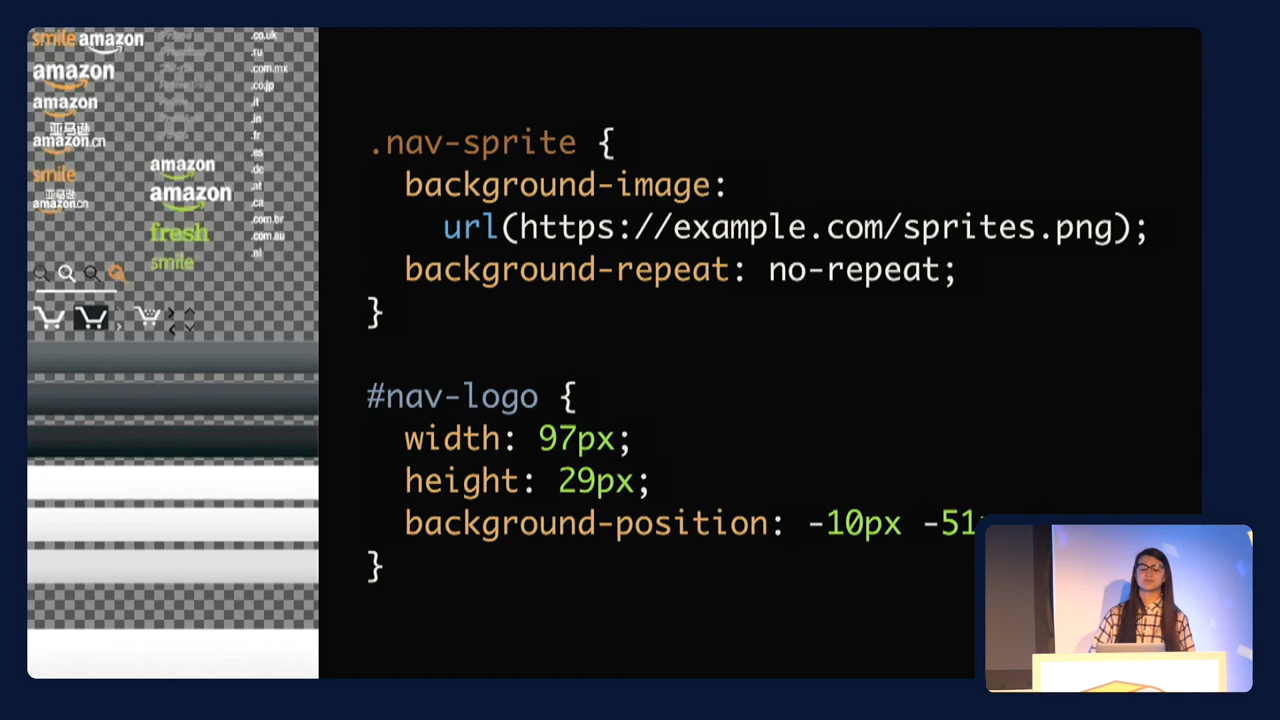 smile amazon
amazon
amazon
亚马逊
amazon.cn
smile
亚马逊
amazon.cn
amazon
amazon
fresh
smile
.co.uk
.ru
.com.mx
.co.jp
.it
.in
.fr
.es
.de
.at
.ca
.com.br
.com.au
.nl
.nav-sprite {
background-image:
url(https://example.com/sprites.png);
background-repeat: no-repeat;
}
#nav-logo {
width: 97px;
height: 29px;
background-position: -10px -51
}